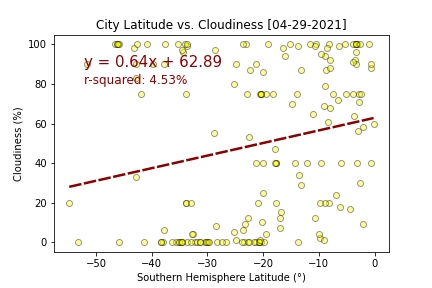 City Latitude vs. Cloudiness [04-29-2021]
100
y = 0.64x + 62.89
r-squared: 4.53%
80
60
40
20
0
Cloudiness (%)
−50 −40 −30 −20 −10 0
Southern Hemisphere Latitude (°)